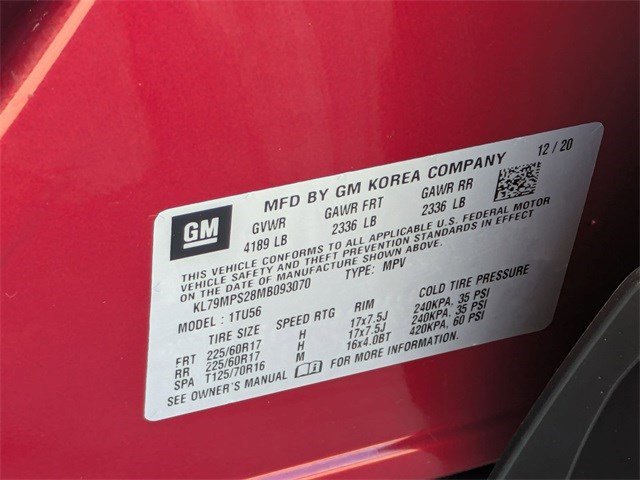 12 / 20
MFD BY GM KOREA COMPANY
GM
GVWR GAWR FRT GAWR RR
4189 LB 2336 LB 2336 LB
THIS VEHICLE CONFORMS TO ALL APPLICABLE U.S. FEDERAL MOTOR
VEHICLE SAFETY AND THEFT PREVENTION STANDARDS IN EFFECT
ON THE DATE OF MANUFACTURE SHOWN ABOVE.
KL79MPS28MB093070 TYPE: MPV
MODEL: 1TU56
TIRE SIZE SPEED RTG RIM COLD TIRE PRESSURE
FRT 225/60R17 H 17x7.5J 240KPA, 35 PSI
RR 225/60R17 H 17x7.5J 240KPA, 35 PSI
SPA T125/70R16 M 16x4.0BT 420KPA, 60 PSI
SEE OWNER'S MANUAL FOR MORE INFORMATION.